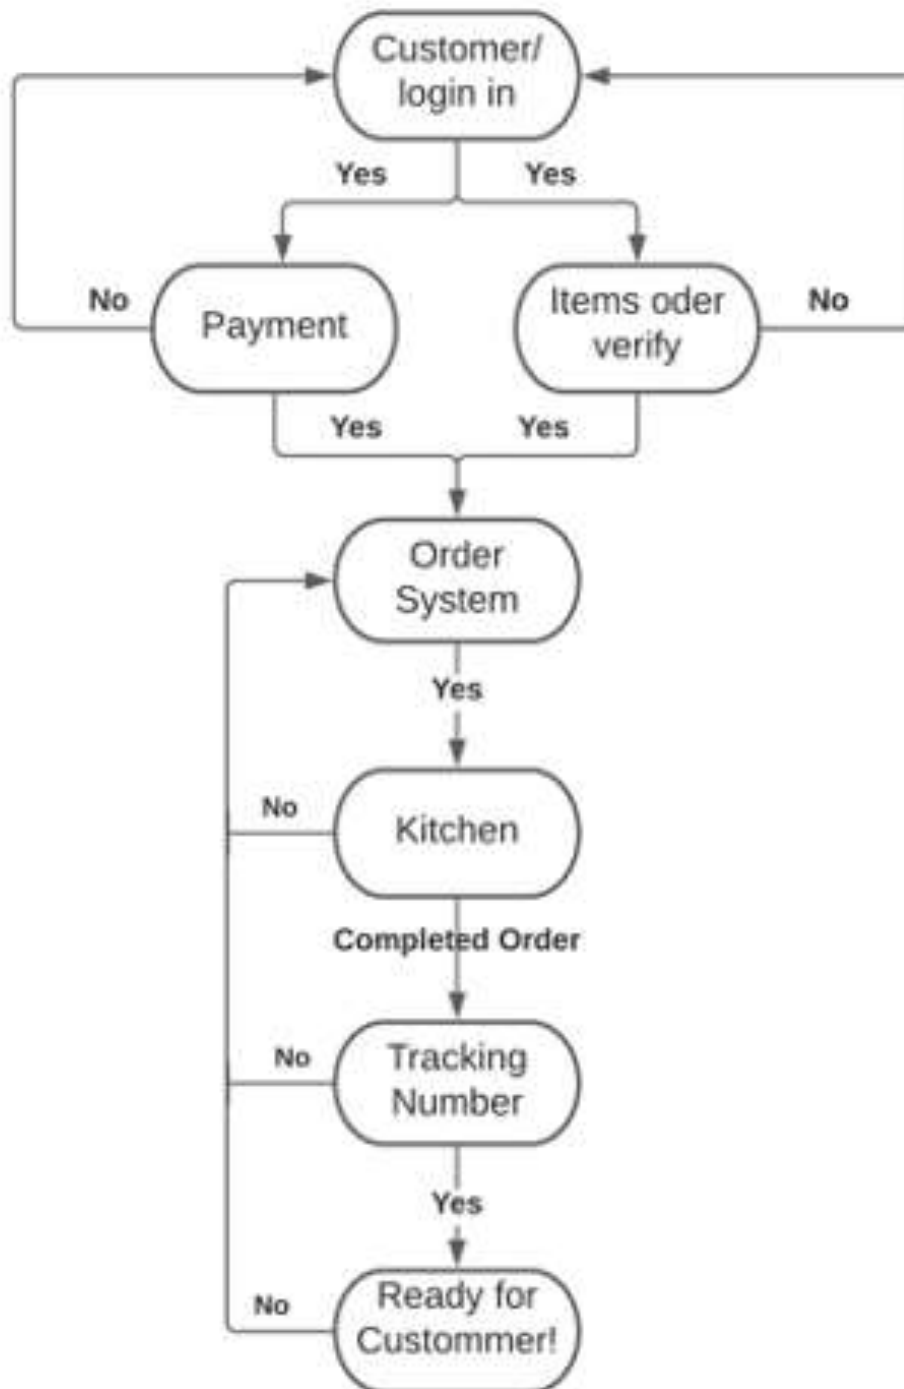 Customer/
login in
Yes
Yes
No
Payment
Items oder
verify
No
Yes
Yes
Order
System
Yes
No
Kitchen
Completed Order
No
Tracking
Number
Yes
No
Ready for
Custommer!